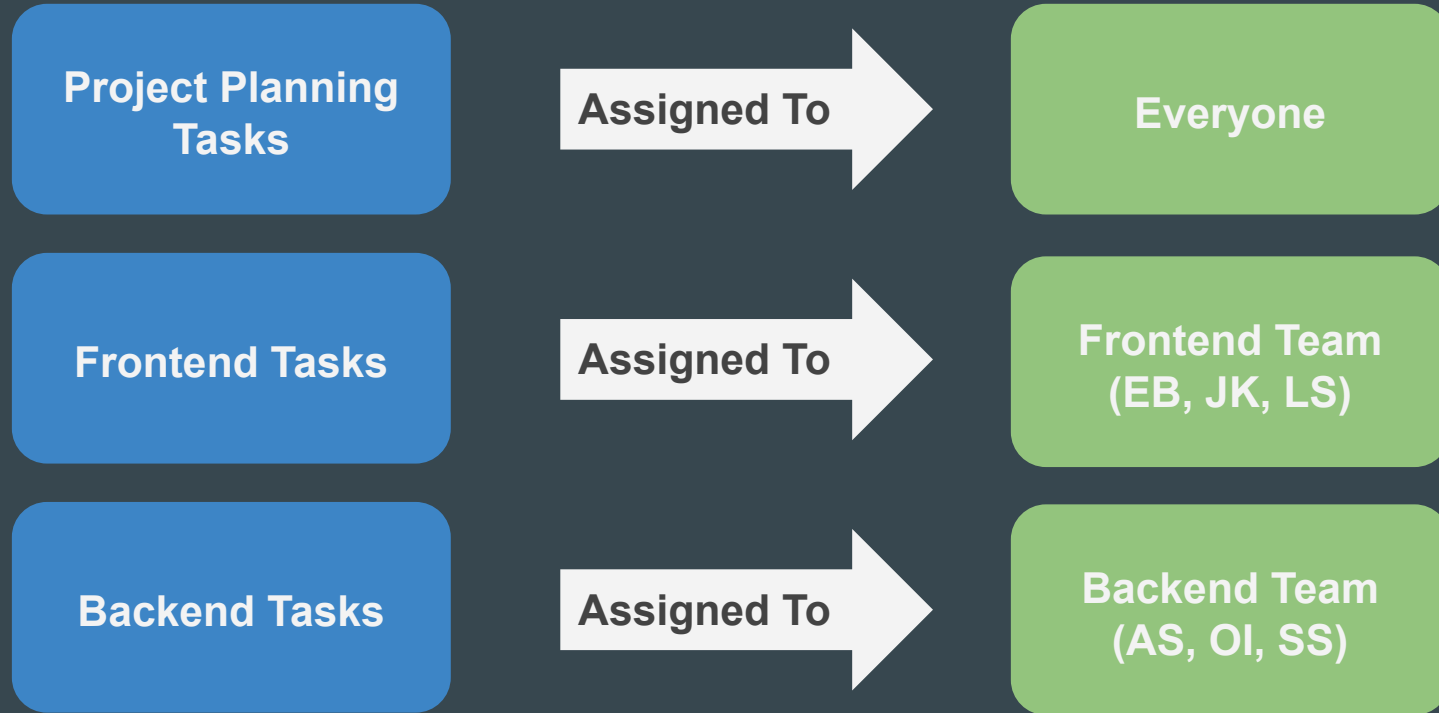 Project Planning
Tasks
Assigned To
Everyone
Frontend Tasks
Assigned To
Frontend Team
(EB, JK, LS)
Backend Tasks
Assigned To
Backend Team
(AS, OI, SS)